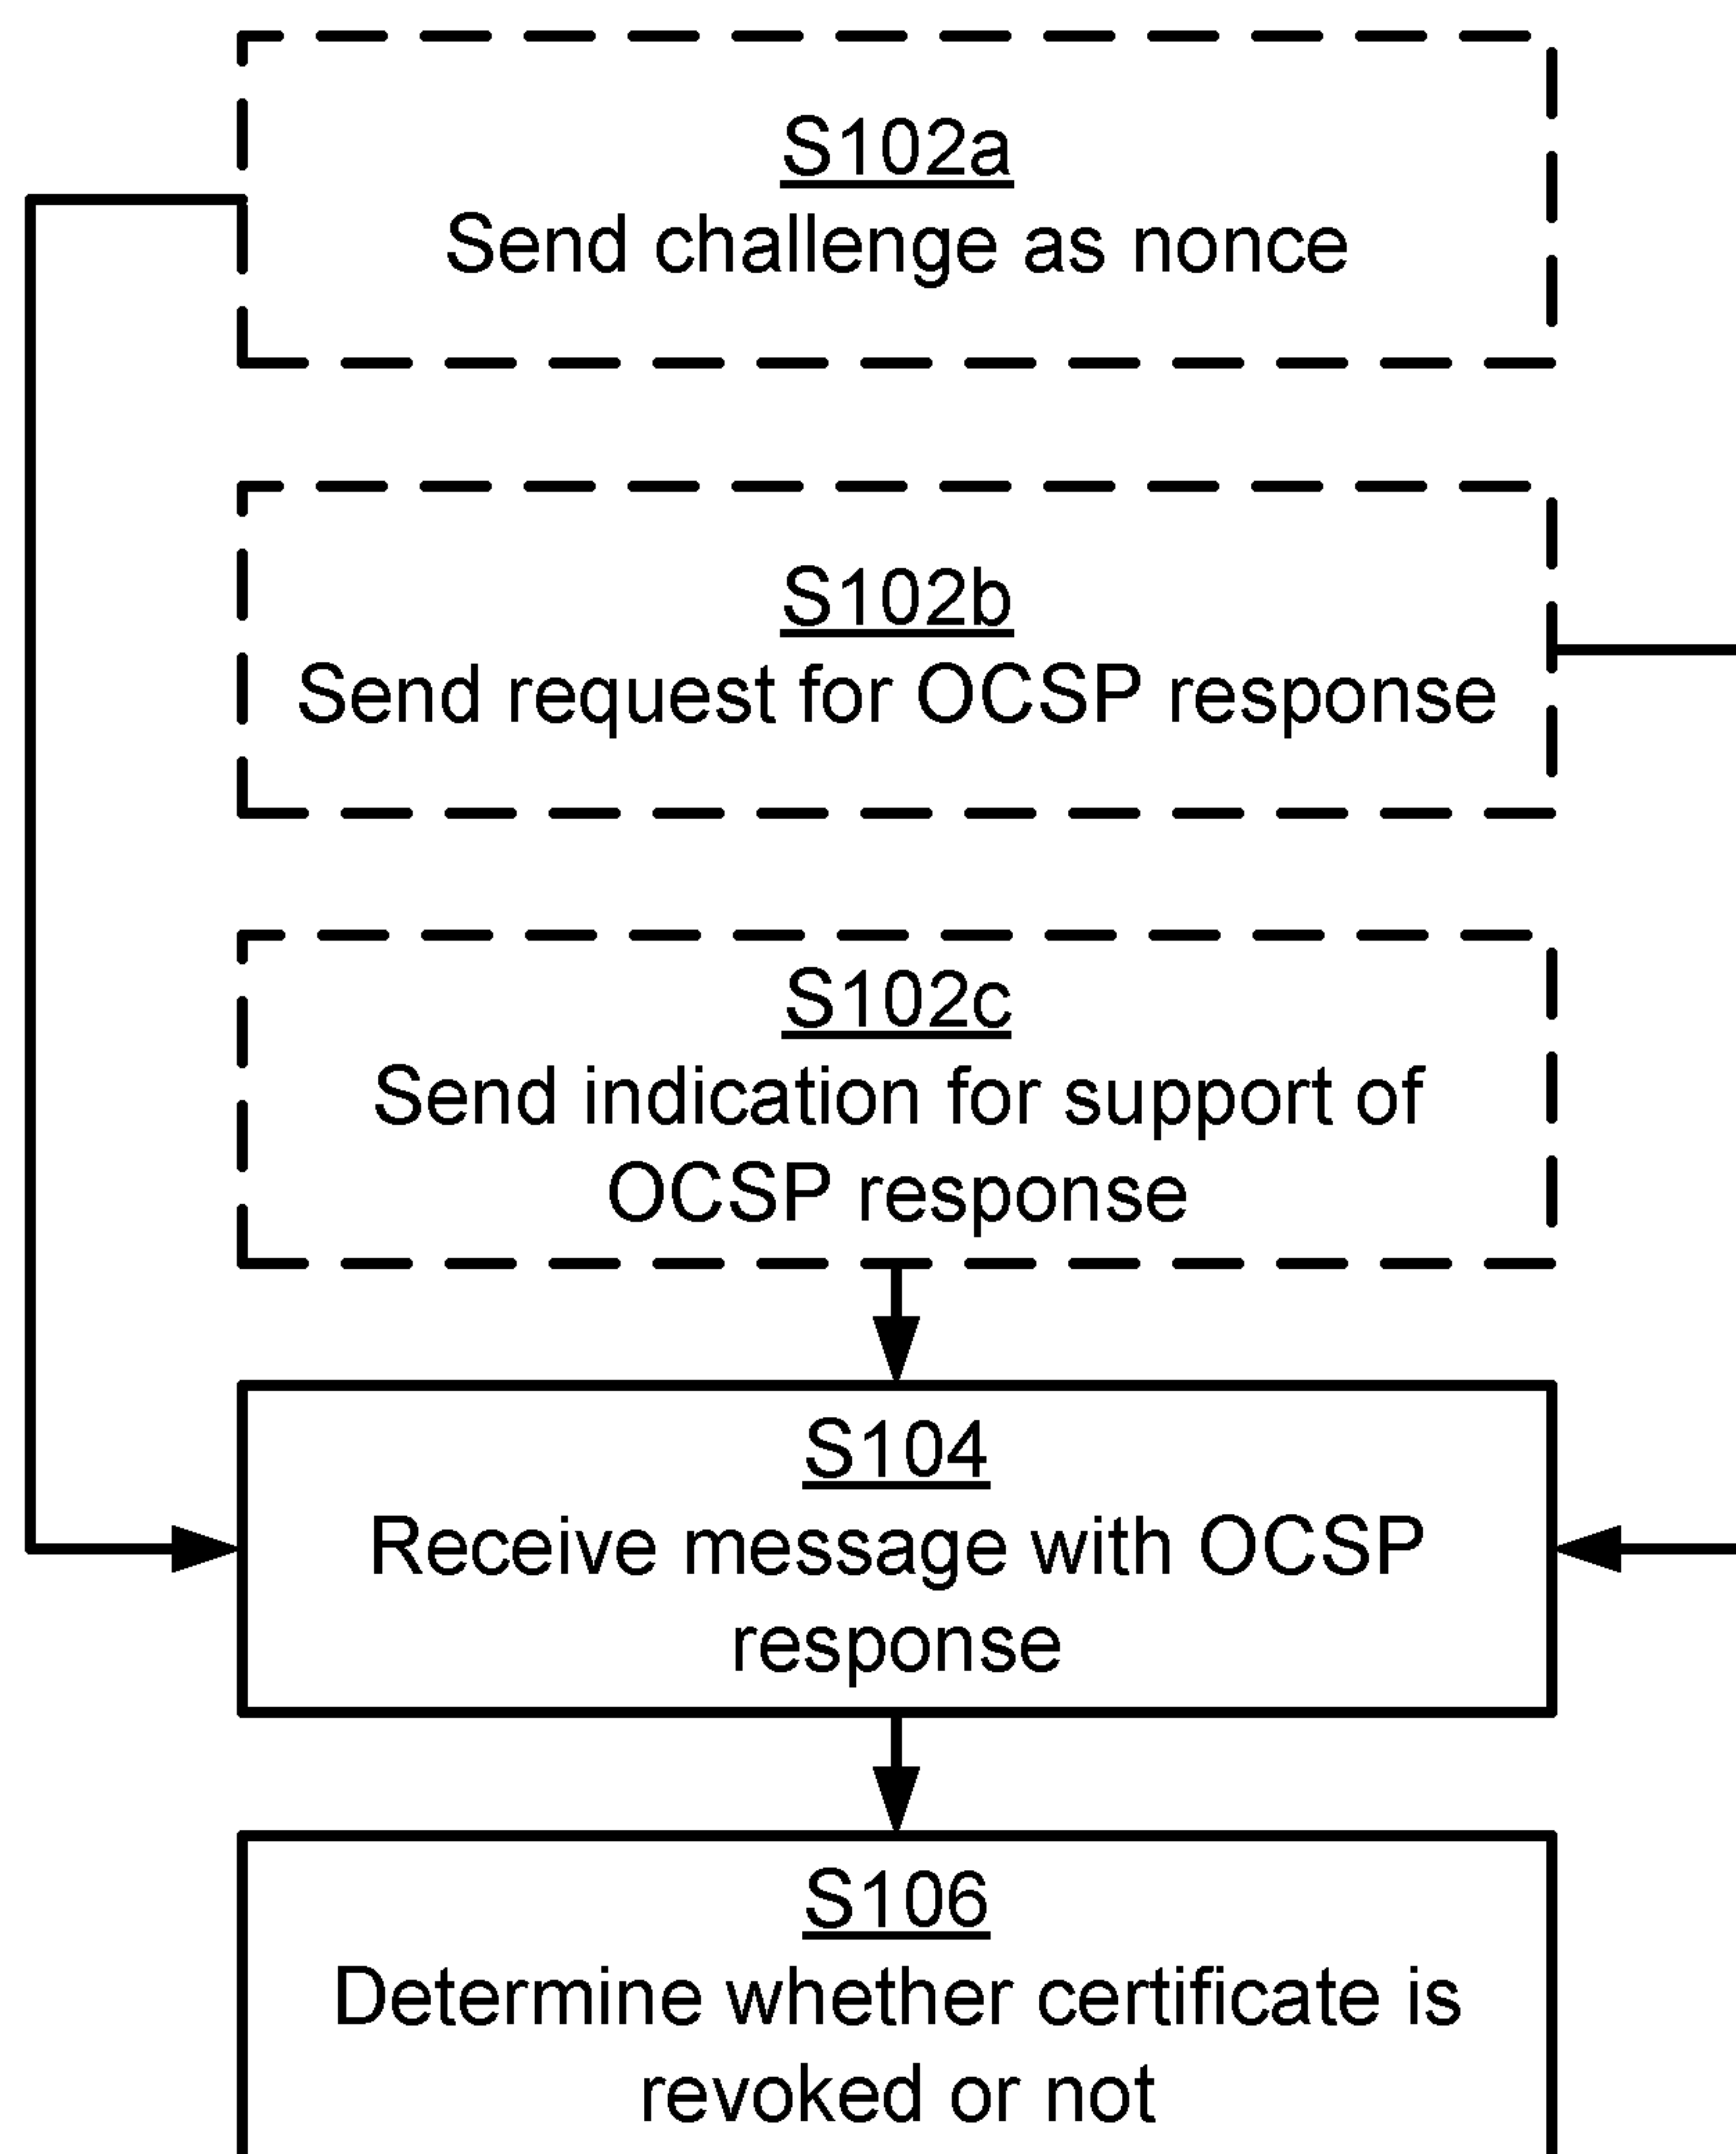 S102a
Send challenge as nonce
S102b
Send request for OCSP response
S102c
Send indication for support of
OCSP response
S104
Receive message with OCSP
response
S106
Determine whether certificate is
revoked or not